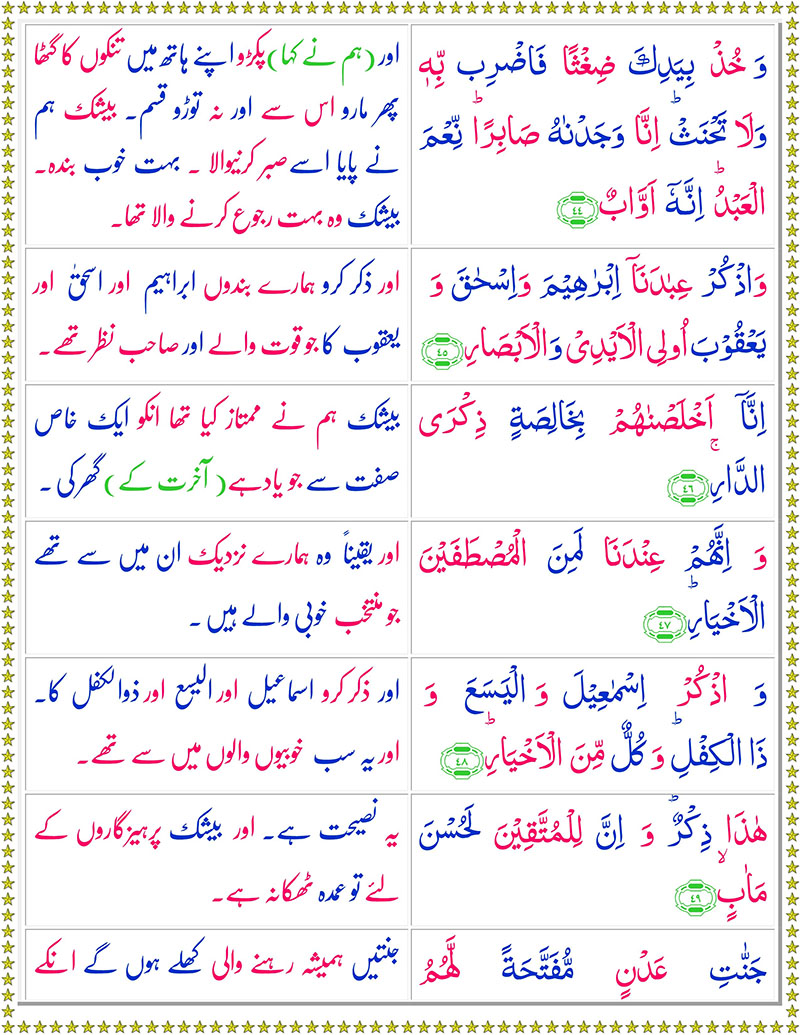 وَ خُذْ بِیَدِكَ ضِغْثًا فَاضْرِبْ بِّهٖ
وَلَا تَحْنَثْ ؕ اِنَّا وَجَدْنٰهُ صَابِرًا ؕ نِّعْمَ
الْعَبْدُ ؕ اِنَّهٗۤ اَوَّابٌ ﴿٤٤﴾
اور (ہم نے کہا) پکڑو اپنے ہاتھ میں تنکوں کا گٹھا
پھر مارو اس سے اور نہ توڑو قسم۔ بیشک ہم
نے پایا اسے صبر کرنیوالا ۔ بہت خوب بندہ۔
بیشک وہ بہت رجوع کرنے والا تھا۔
وَاذْكُرْ عِبٰدَنَاۤ اِبْرٰهِیْمَ وَاِسْحٰقَ وَ
یَعْقُوْبَ اُولِی الْاَیْدِیْ وَالْاَبْصَارِ ﴿٤٥﴾
اور ذکر کرو ہمارے بندوں ابراہیم اور اسحٰق اور
یعقوب کا جو قوت والے اور صاحب نظر تھے۔
اِنَّاۤ اَخْلَصْنٰهُمْ بِخَالِصَةٍ ذِكْرَی
الدَّارِ ۚ ﴿٤٦﴾
بیشک ہم نے ممتاز کیا تھا انکو ایک خاص
صفت سے جو یاد ہے (آخرت کے) گھر کی ۔
وَ اِنَّهُمْ عِنْدَنَا لَمِنَ الْمُصْطَفَیْنَ
الْاَخْیَارِ ؕ ﴿٤٧﴾
اور یقیناً وہ ہمارے نزدیک ان میں سے تھے
جو منتخب خوبی والے ہیں ۔
وَ اذْكُرْ اِسْمٰعِیْلَ وَ الْیَسَعَ وَ
ذَا الْكِفْلِ ؕ وَ كُلٌّ مِّنَ الْاَخْیَارِ ؕ ﴿٤٨﴾
اور ذکر کرو اسماعیل اور الیسع اور ذوالکفل کا۔
اور یہ سب خوبیوں والوں میں سے تھے۔
هٰذَا ذِكْرٌ ؕ وَ اِنَّ لِلْمُتَّقِیْنَ لَحُسْنَ
مَاٰبٍ ۙ ﴿٤٩﴾
یہ نصیحت ہے۔ اور بیشک پرہیزگاروں کے
لئے تو عمدہ ٹھکانہ ہے۔
جَنّٰتِ عَدْنٍ مُّفَتَّحَةً لَّهُمُ
جنتیں ہمیشہ رہنے والی کھلے ہوں گے انکے